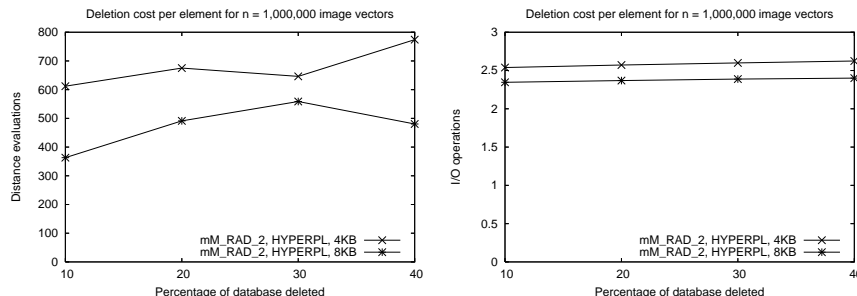 Deletion cost per element for n = 1,000,000 image vectors
800
700
600
500
400
300
200
100
0
Distance evaluations
mM_RAD_2, HYPERPL, 4KB
mM_RAD_2, HYPERPL, 8KB
10 20 30 40
Percentage of database deleted
Deletion cost per element for n = 1,000,000 image vectors
3
2.5
2
1.5
1
0.5
0
I/O operations
mM_RAD_2, HYPERPL, 4KB
mM_RAD_2, HYPERPL, 8KB
10 20 30 40
Percentage of database deleted